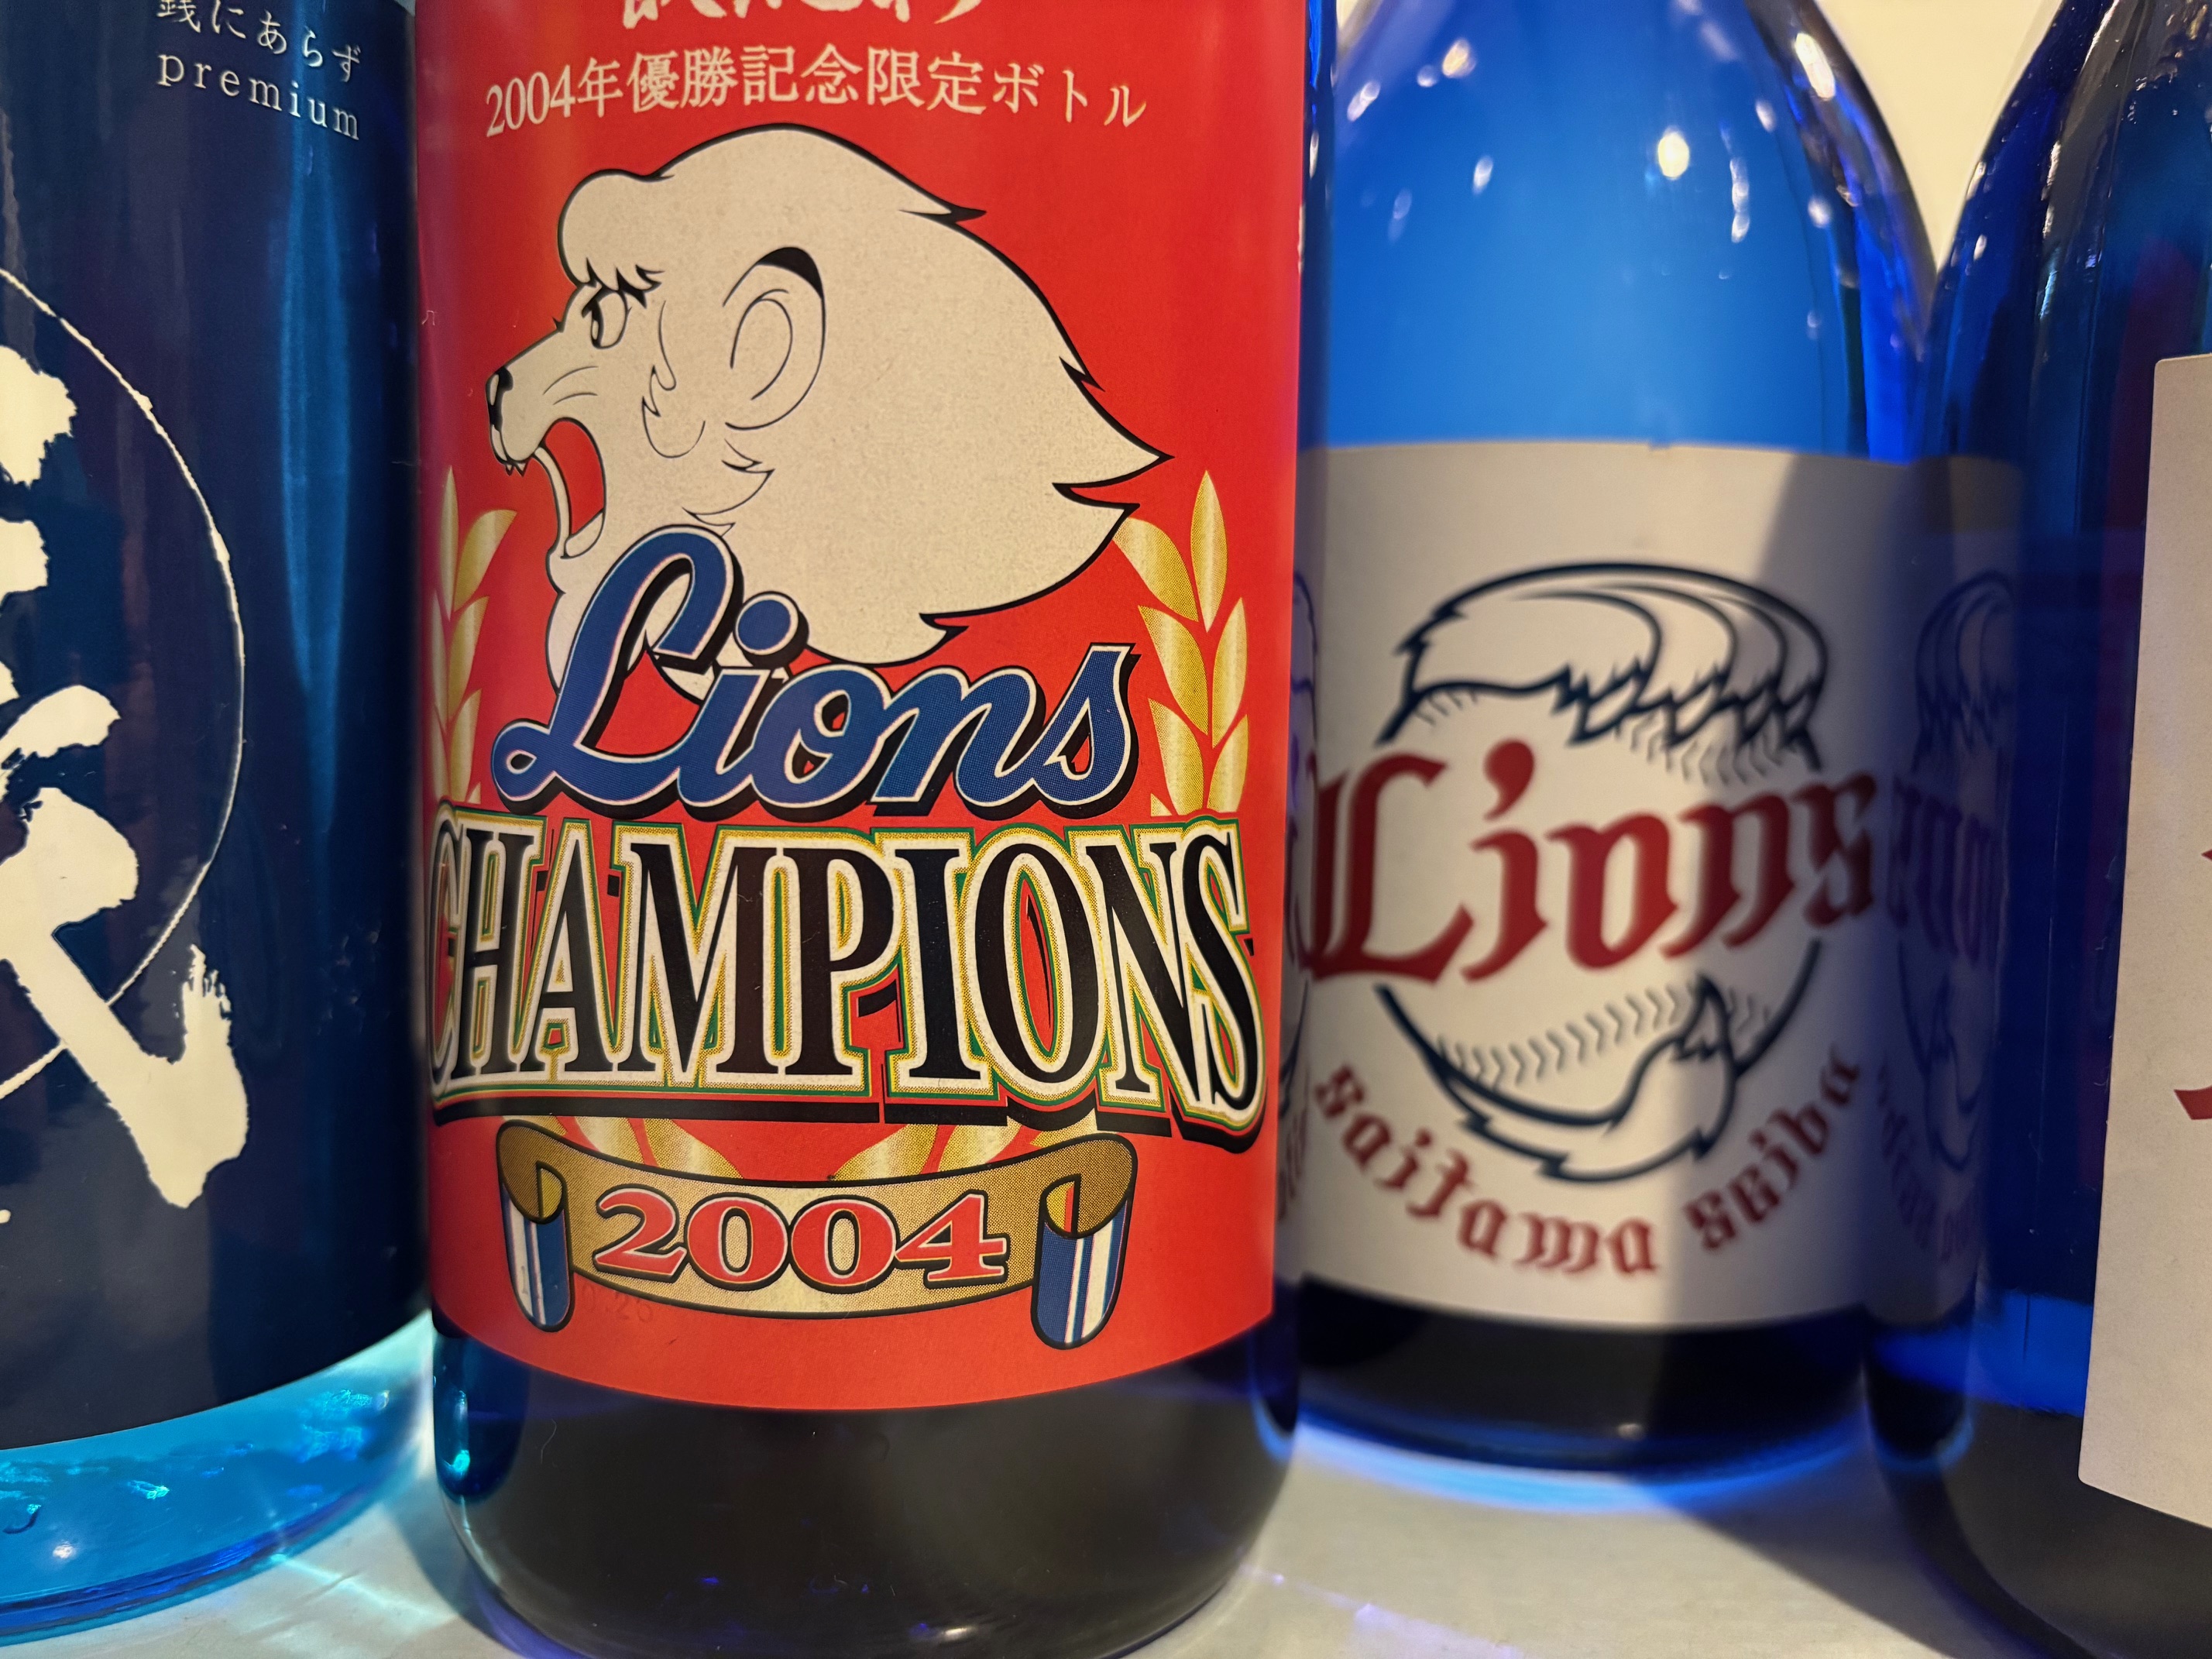 銭にあらず
premium
2004年優勝記念限定ボトル
Lions
CHAMPIONS
2004
Lions
saitama seibu